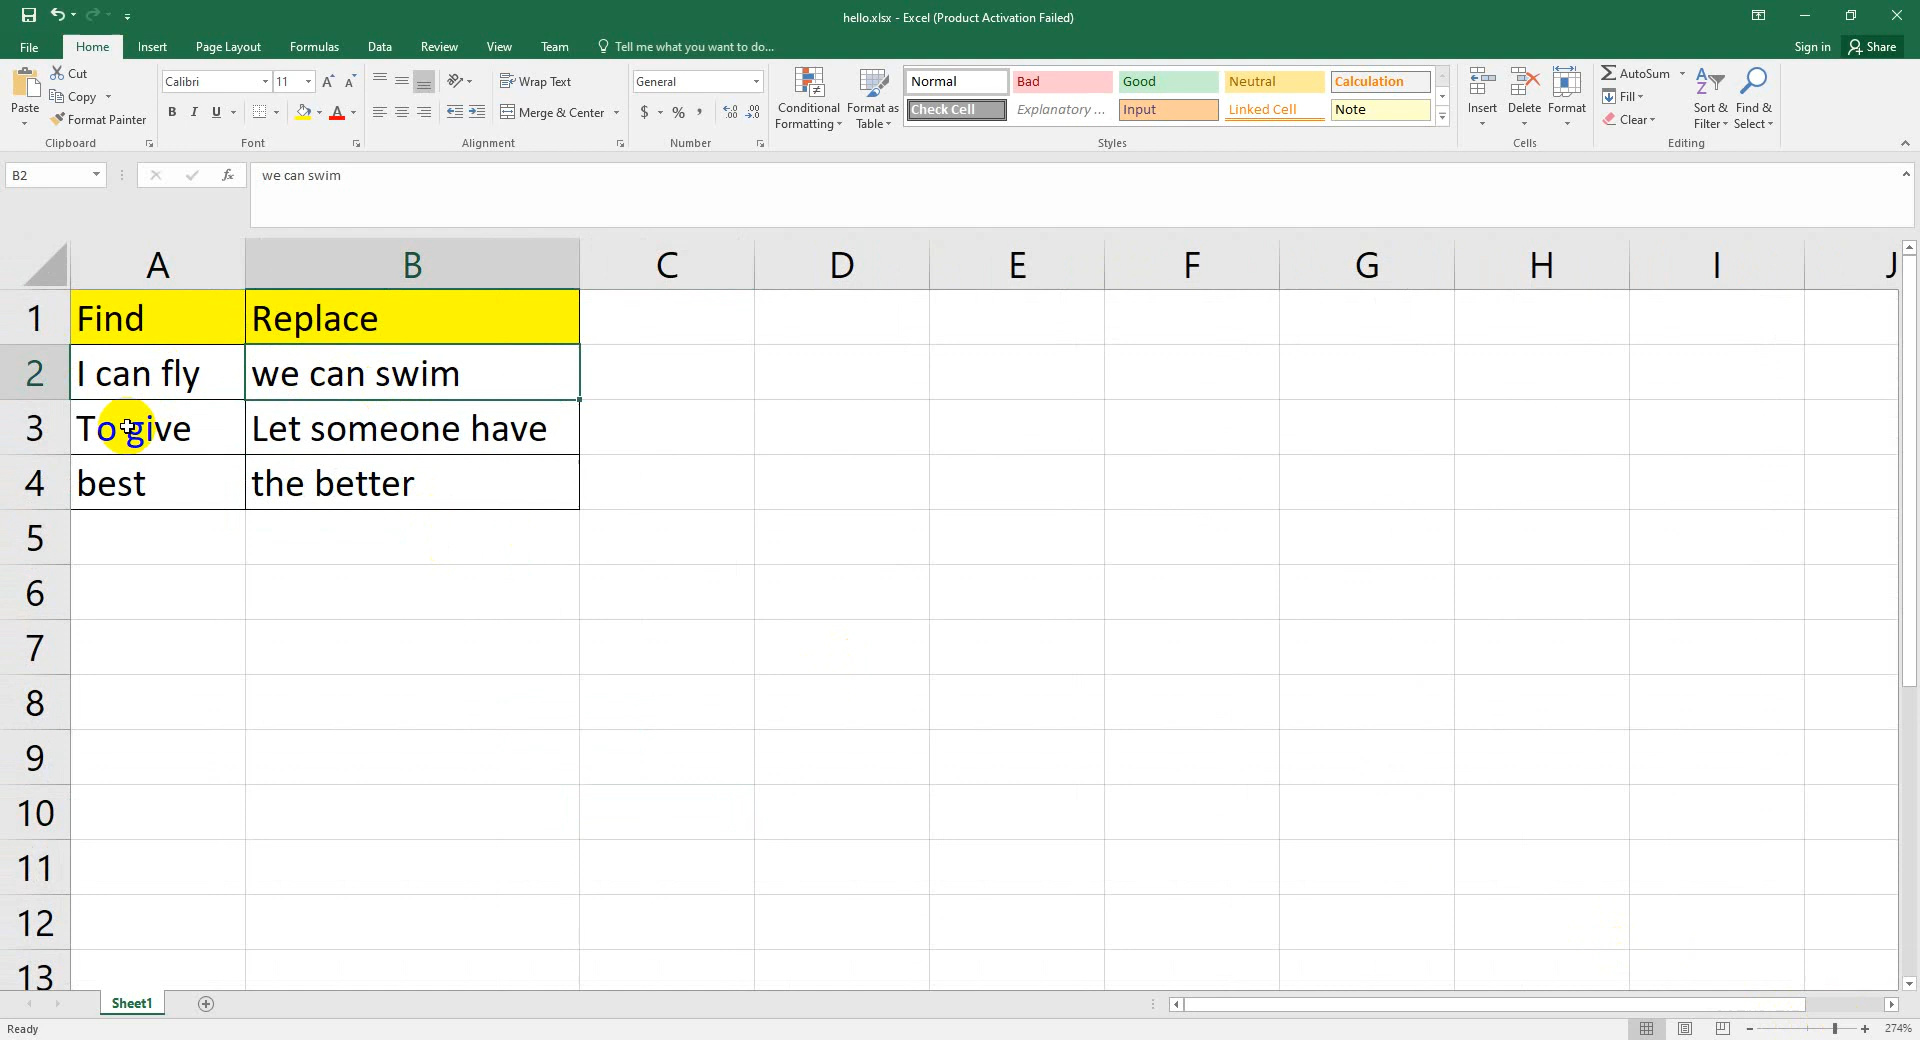 hello.xlsx - Excel (Product Activation Failed)
File Home Insert Page Layout Formulas Data Review View Team Tell me what you want to do... Sign in Share
Paste
Cut
Copy
Format Painter
Clipboard
Calibri 11 A A
B I U A
Font
Wrap Text
Merge & Center
Alignment
General
$ % ,
Number
Conditional Formatting
Format as Table
Normal Bad Good Neutral Calculation
Check Cell Explanatory ... Input Linked Cell Note
Styles
Insert Delete Format
Cells
AutoSum
Fill
Clear
Sort & Filter
Find & Select
Editing
B2 fx we can swim
A B C D E F G H I J
1 Find Replace
2 I can fly we can swim
3 To give Let someone have
4 best the better
5
6
7
8
9
10
11
12
13
Sheet1
Ready 274%